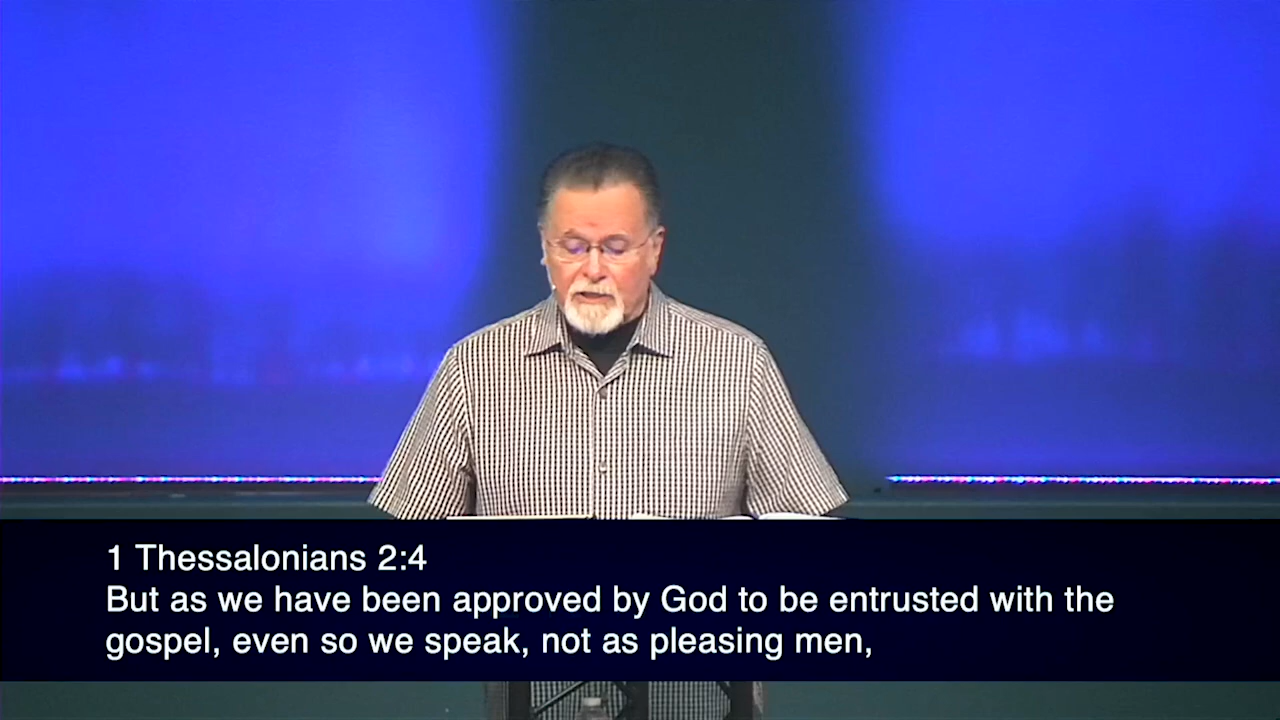 1 Thessalonians 2:4
But as we have been approved by God to be entrusted with the
gospel, even so we speak, not as pleasing men,